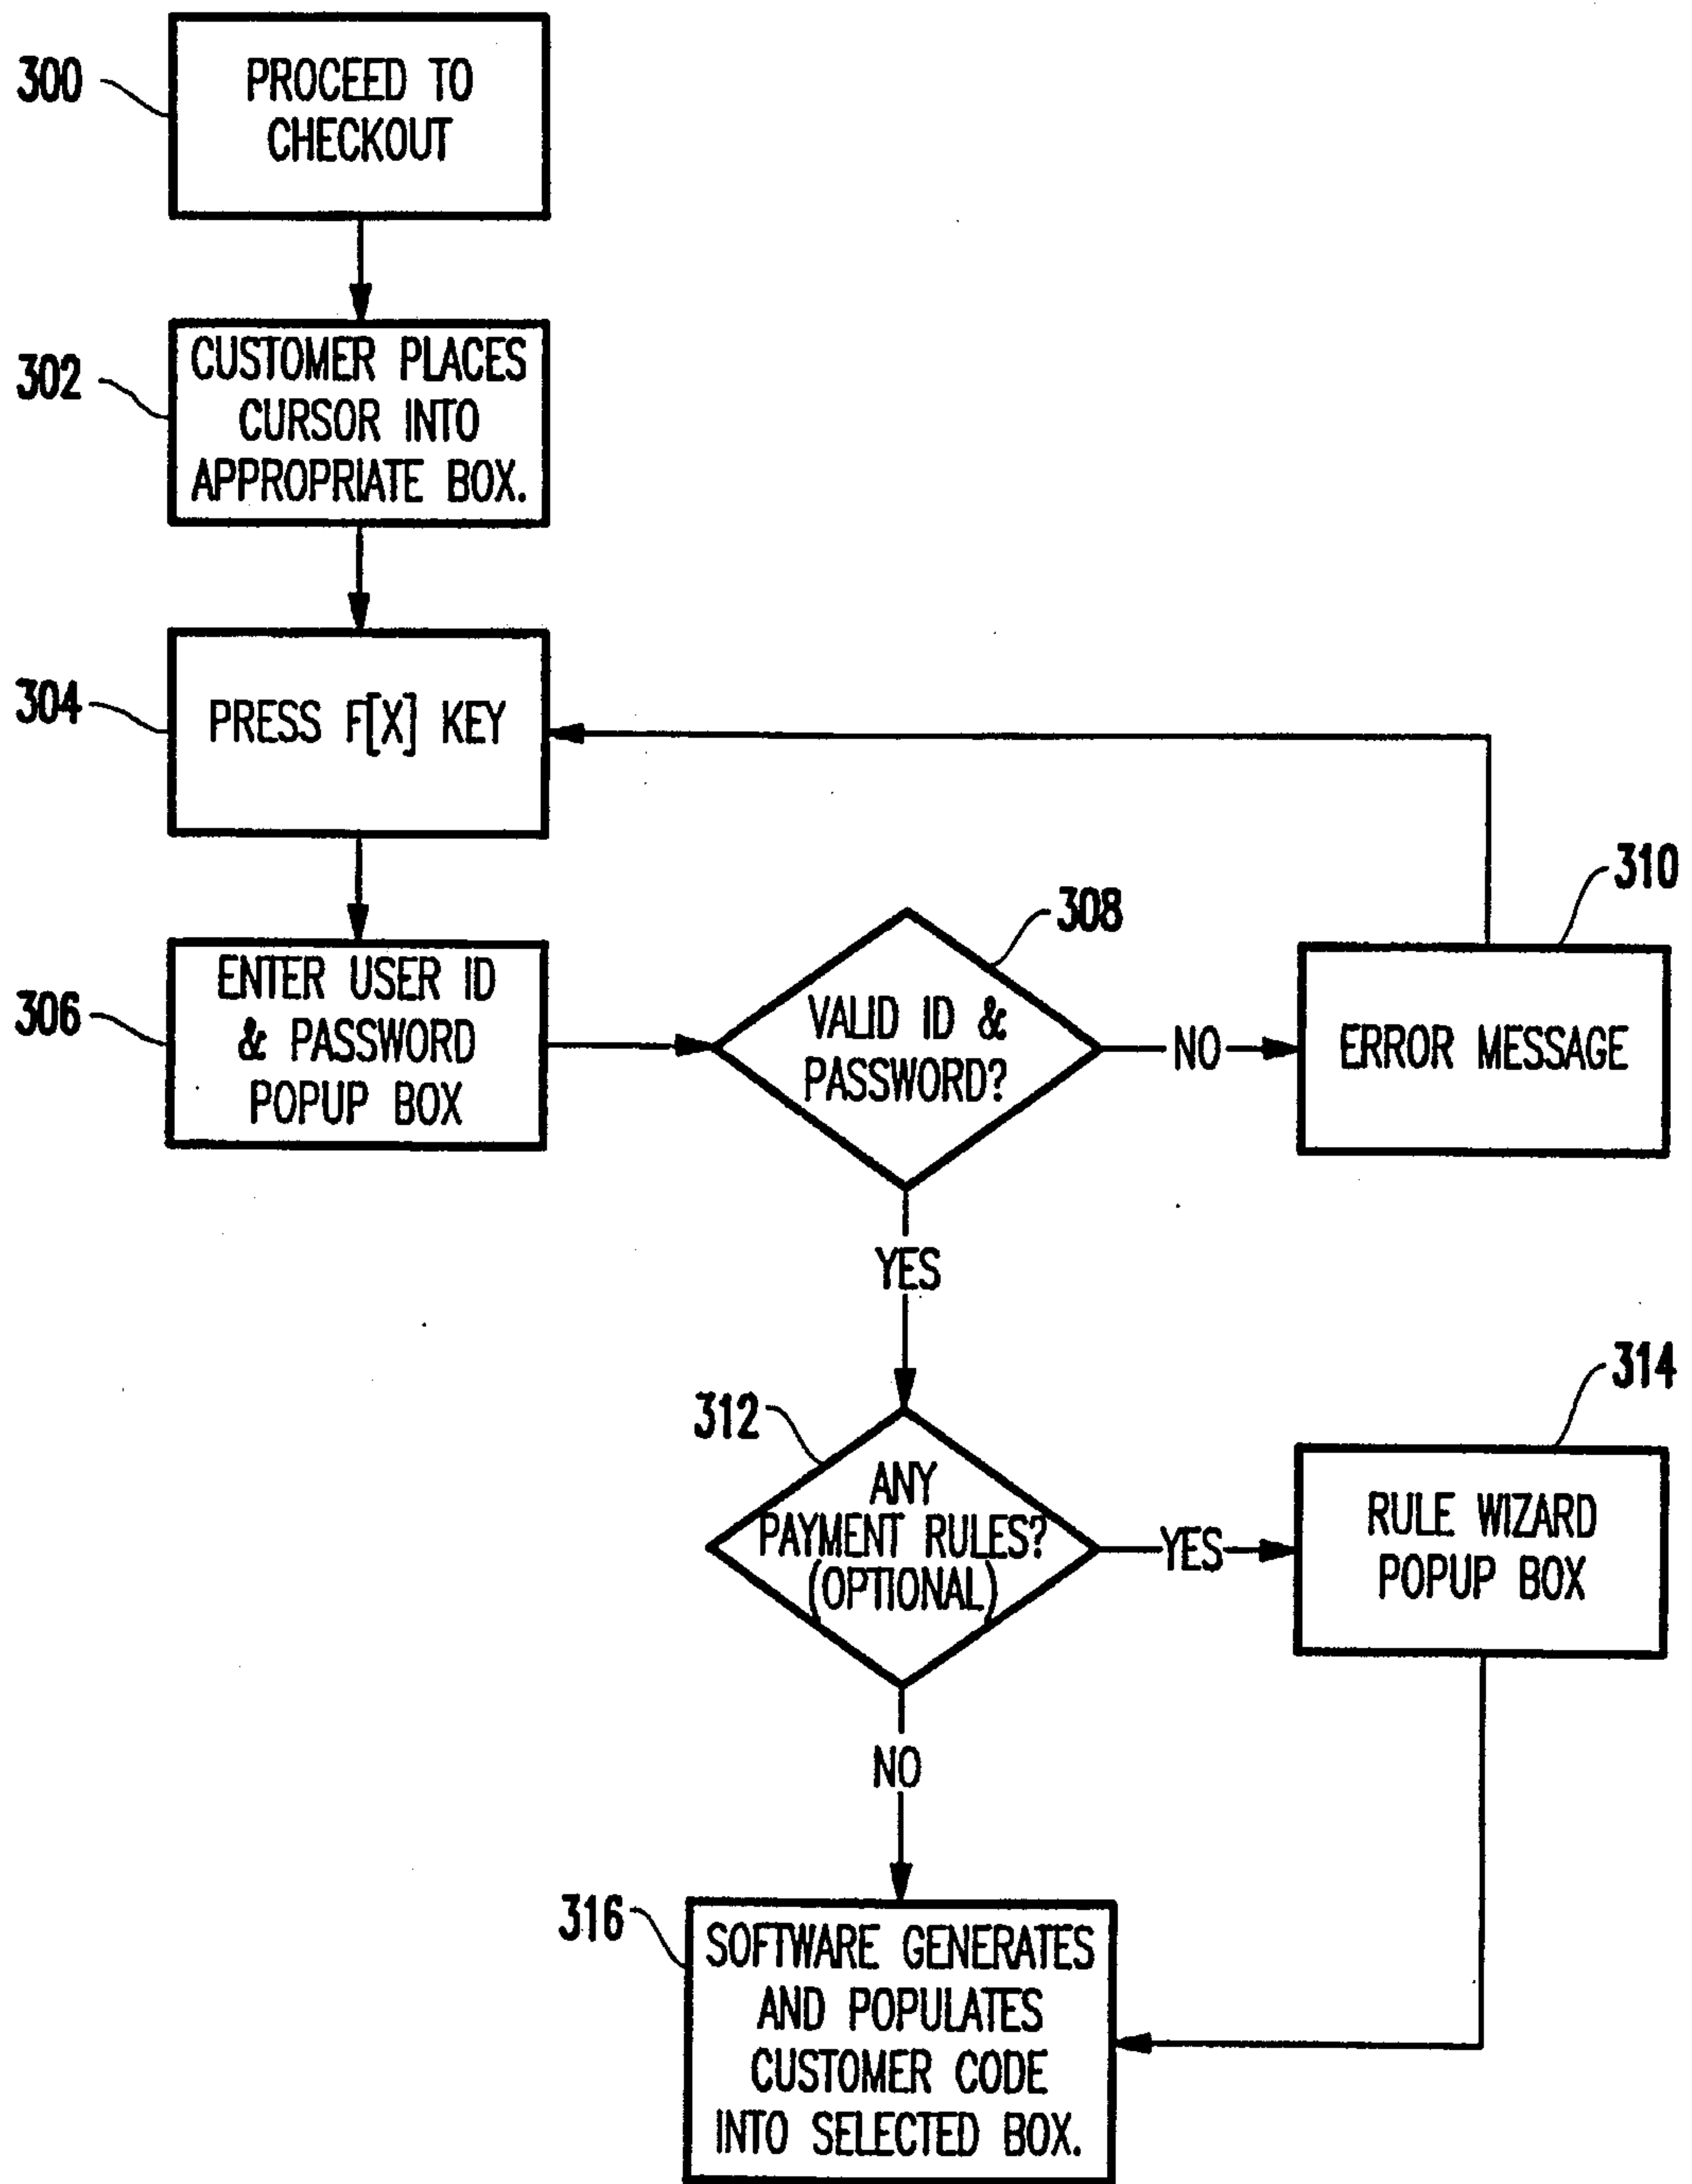 300
PROCEED TO
CHECKOUT
302
CUSTOMER PLACES
CURSOR INTO
APPROPRIATE BOX.
304
PRESS F[X] KEY
306
ENTER USER ID
& PASSWORD
POPUP BOX
308
VALID ID &
PASSWORD?
NO
310
ERROR MESSAGE
YES
312
ANY
PAYMENT RULES?
(OPTIONAL)
YES
314
RULE WIZARD
POPUP BOX
NO
316
SOFTWARE GENERATES
AND POPULATES
CUSTOMER CODE
INTO SELECTED BOX.